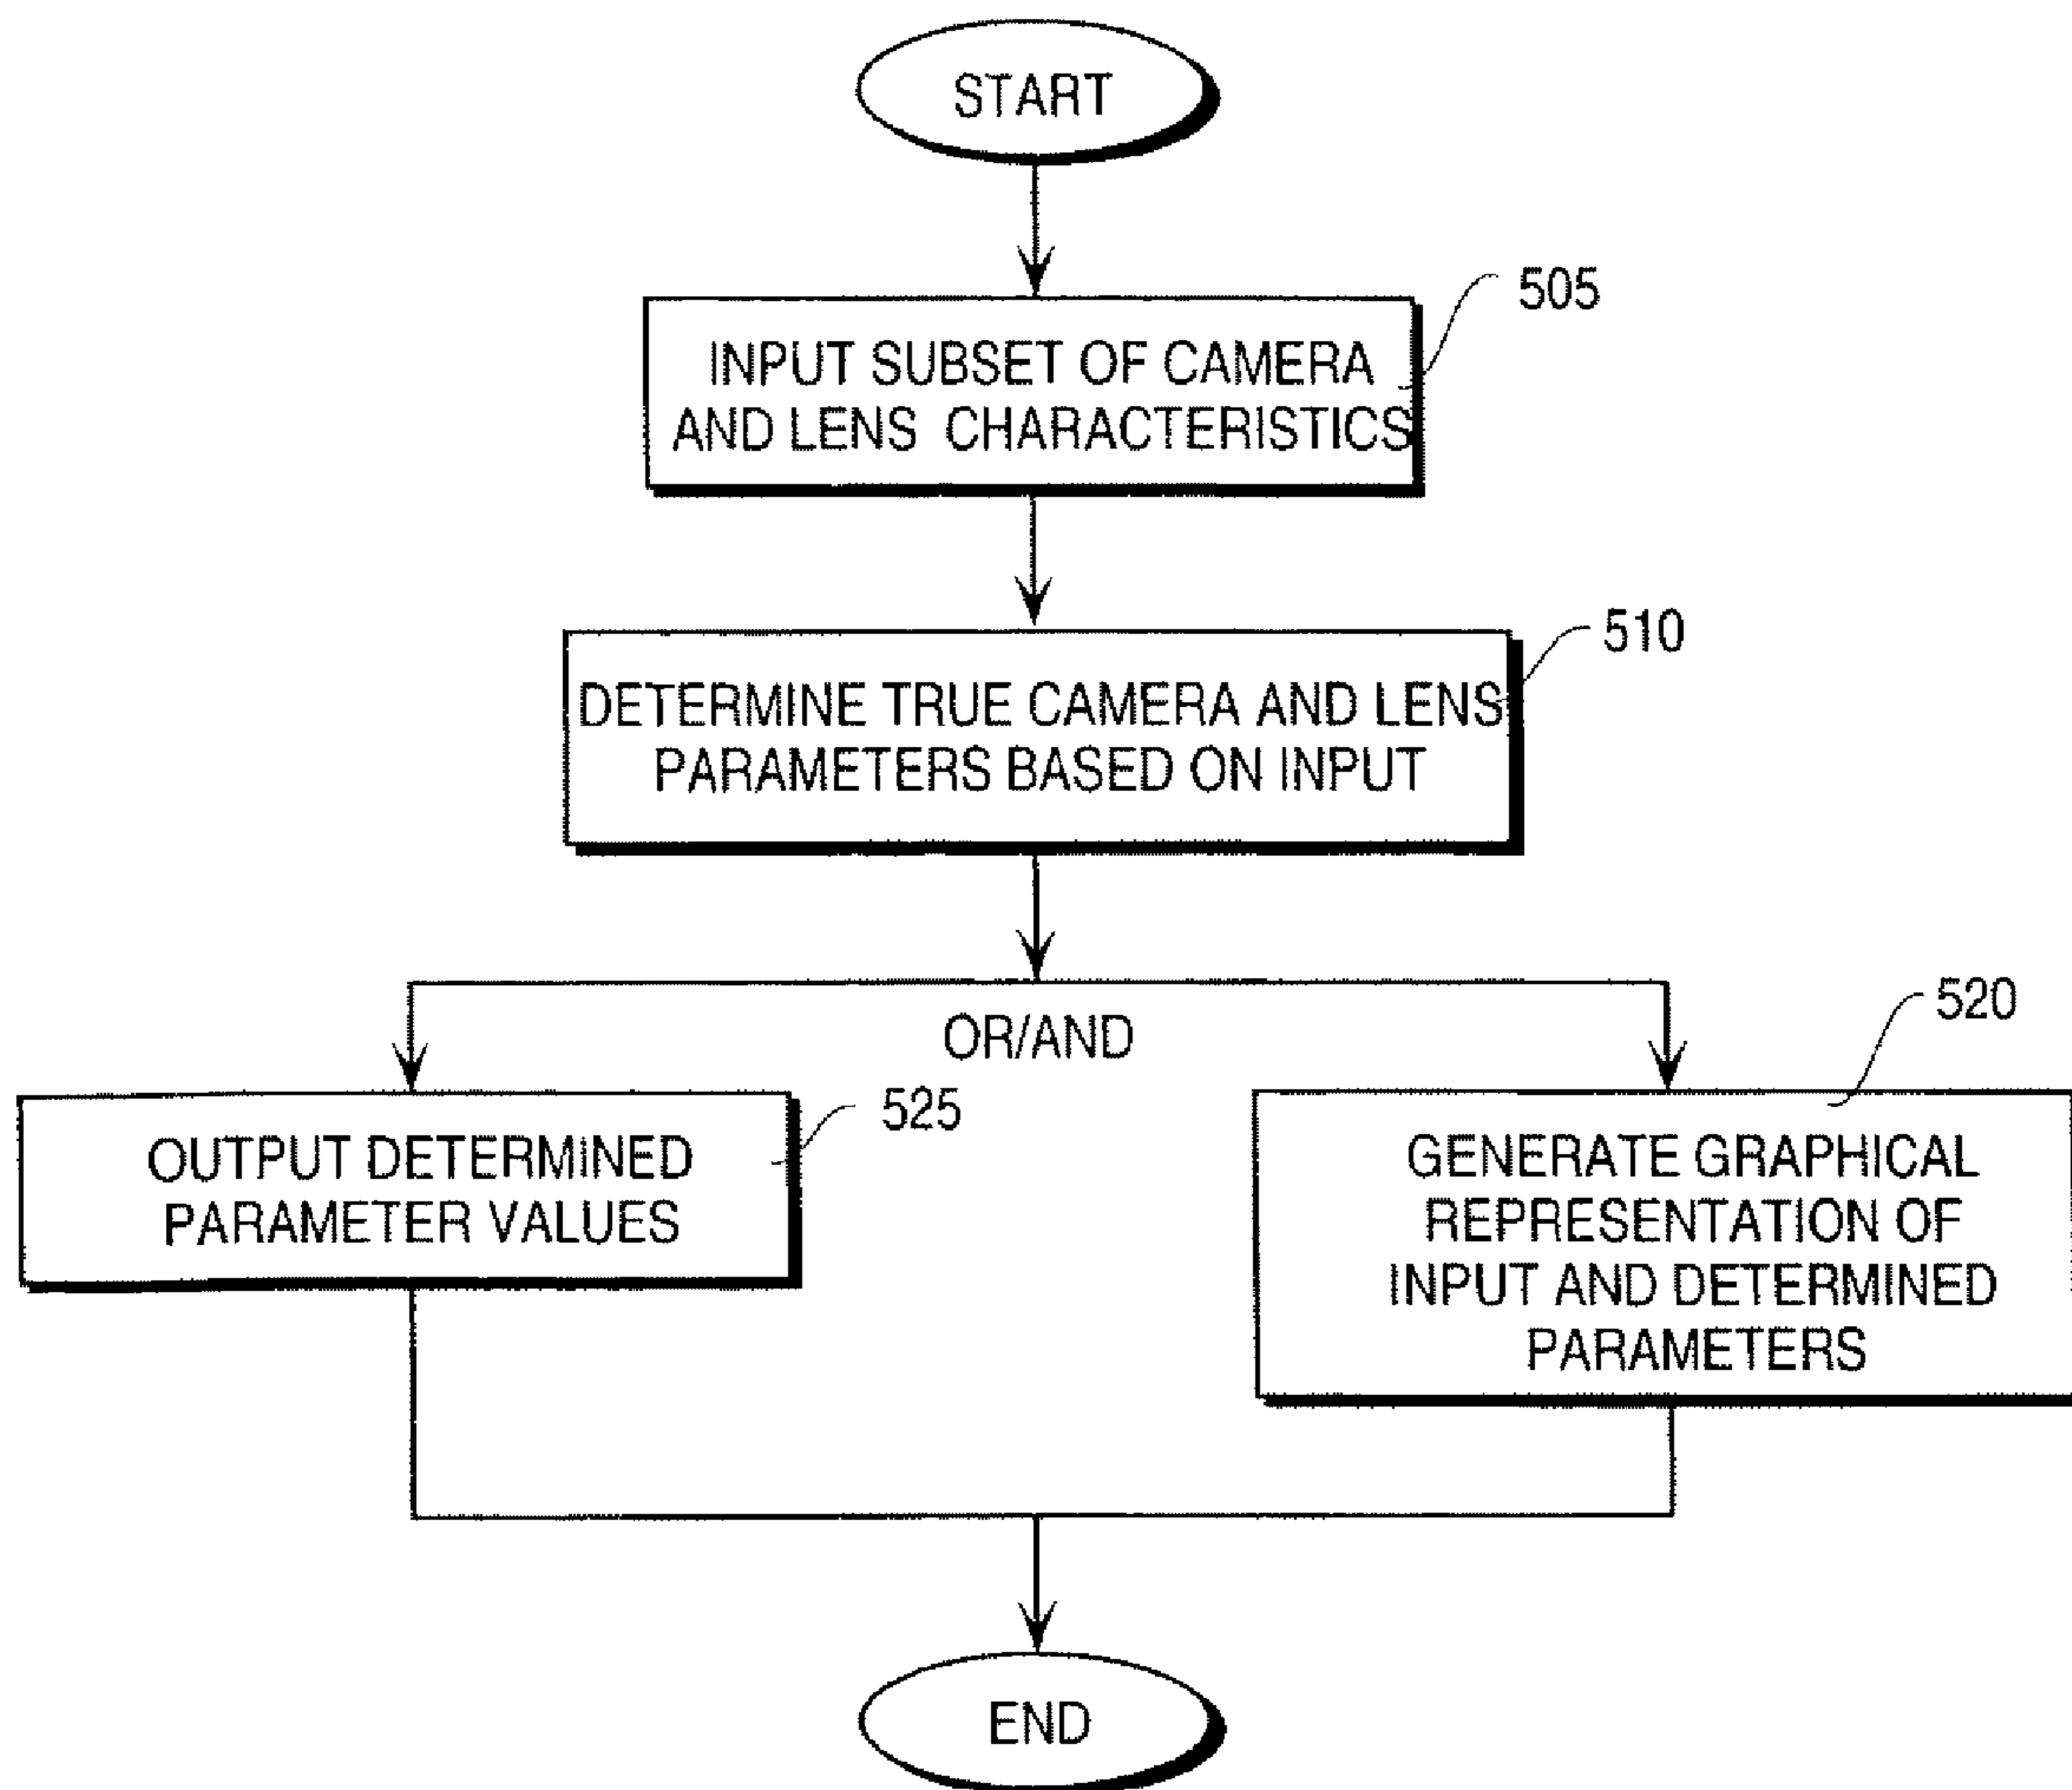 START
505
INPUT SUBSET OF CAMERA
AND LENS CHARACTERISTICS
510
DETERMINE TRUE CAMERA AND LENS
PARAMETERS BASED ON INPUT
OR/AND
525
OUTPUT DETERMINED
PARAMETER VALUES
520
GENERATE GRAPHICAL
REPRESENTATION OF
INPUT AND DETERMINED
PARAMETERS
END